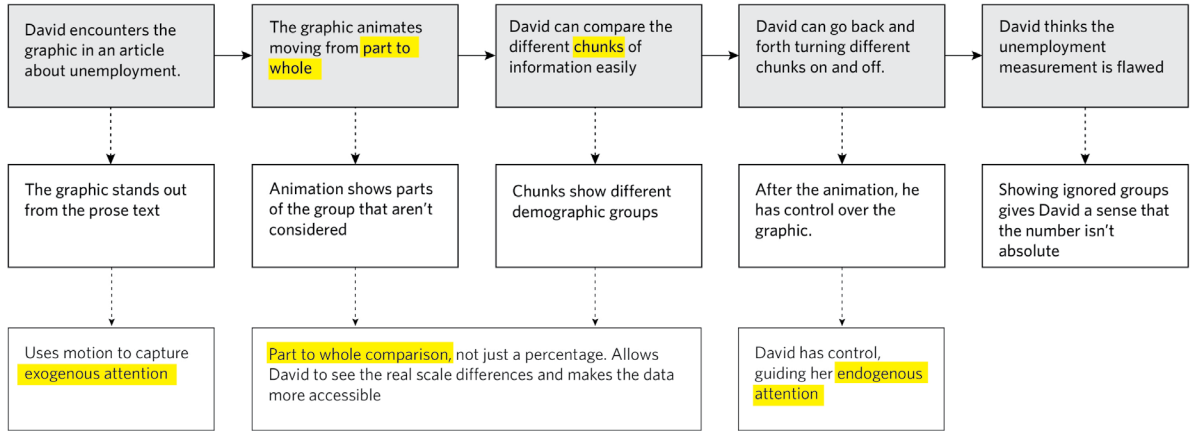 David encounters the
graphic in an article
about unemployment.
The graphic animates
moving from part to
whole
David can compare the
different chunks of
information easily
David can go back and
forth turning different
chunks on and off.
David thinks the
unemployment
measurement is flawed
The graphic stands out
from the prose text
Animation shows parts
of the group that aren't
considered
Chunks show different
demographic groups
After the animation, he
has control over the
graphic.
Showing ignored groups
gives David a sense that
the number isn't
absolute
Uses motion to capture
exogenous attention
Part to whole comparison, not just a percentage. Allows
David to see the real scale differences and makes the data
more accessible
David has control,
guiding her endogenous
attention